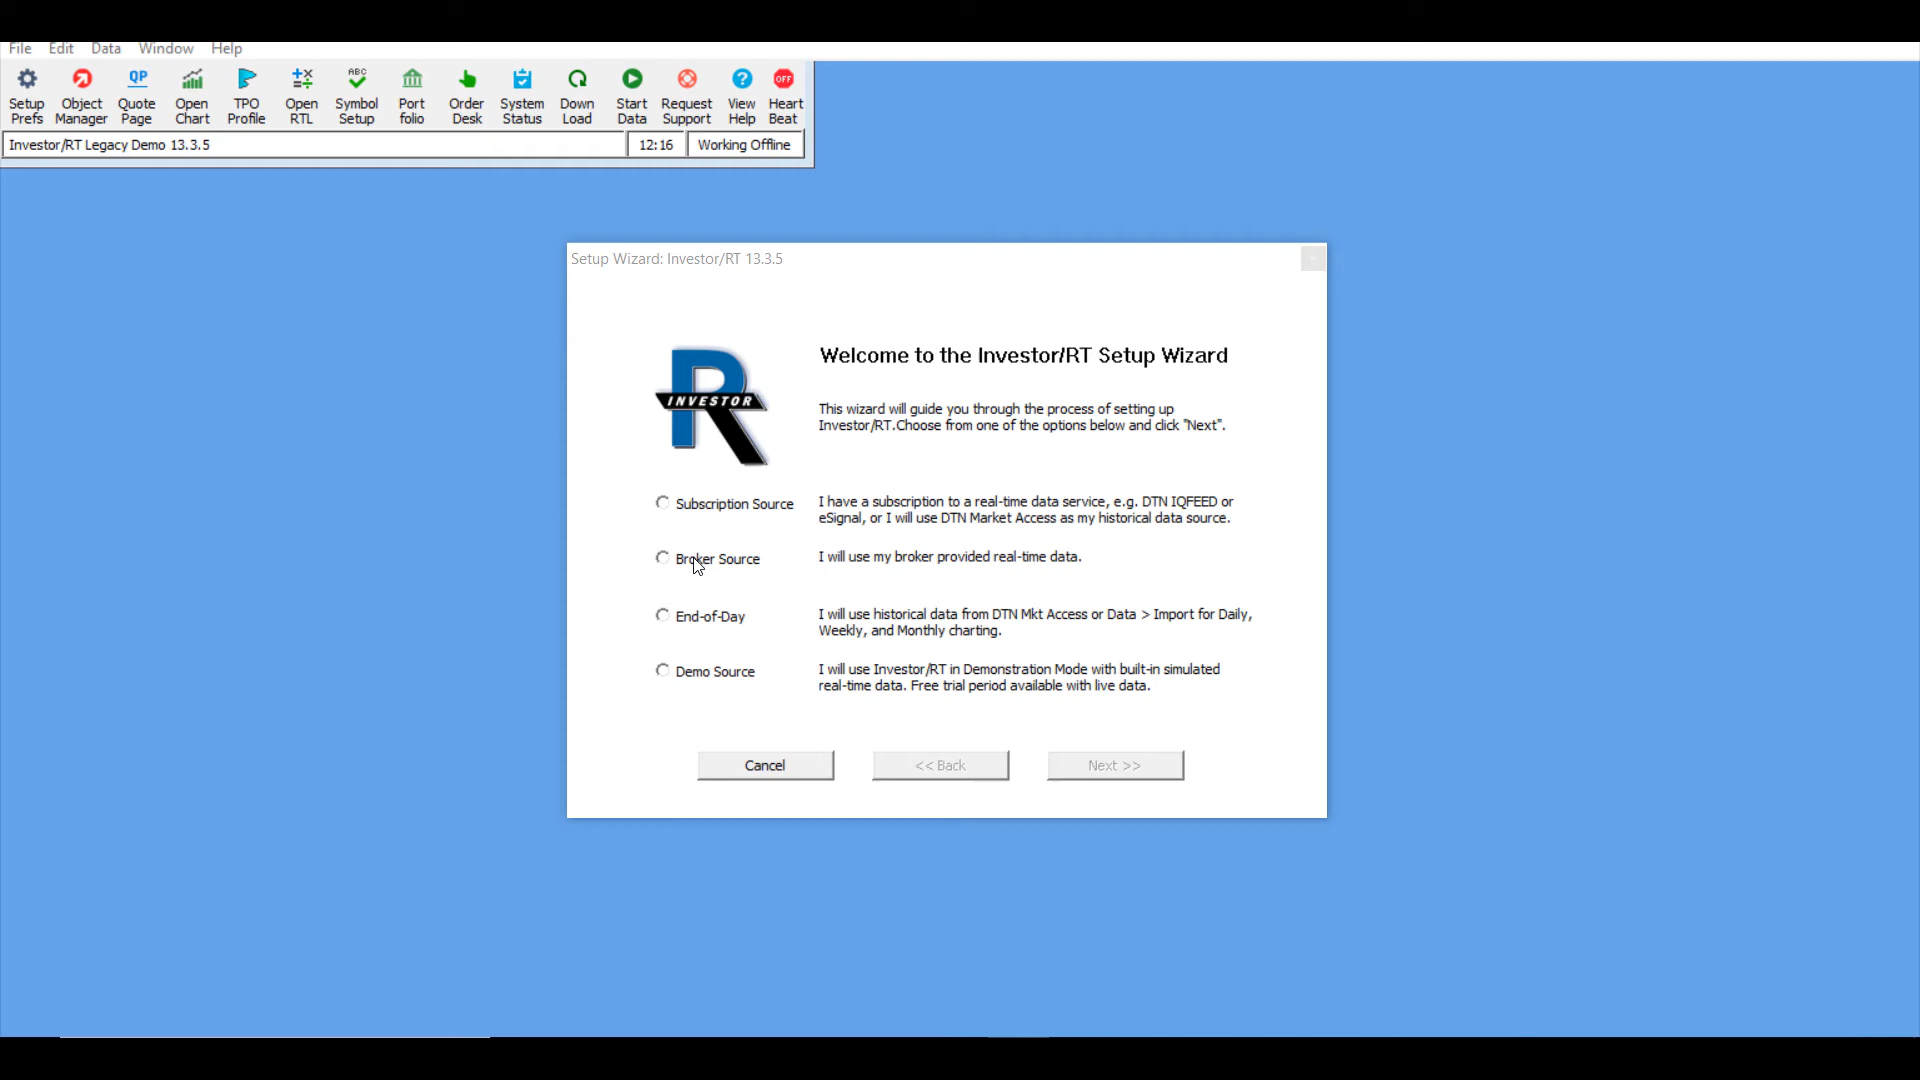 File Edit Data Window Help
QP ABC OFF
Setup Prefs Object Manager Quote Page Open Chart TPO Profile Open RTL Symbol Setup Port folio Order Desk System Status Down Load Start Data Request Support View Help Heart Beat
Investor/RT Legacy Demo 13.3.5 12:16 Working Offline
Setup Wizard: Investor/RT 13.3.5
INVESTOR
R
Welcome to the Investor/RT Setup Wizard
This wizard will guide you through the process of setting up
Investor/RT.Choose from one of the options below and click "Next".
Subscription Source
I have a subscription to a real-time data service, e.g. DTN IQFEED or
eSignal, or I will use DTN Market Access as my historical data source.
Broker Source
I will use my broker provided real-time data.
End-of-Day
I will use historical data from DTN Mkt Access or Data > Import for Daily,
Weekly, and Monthly charting.
Demo Source
I will use Investor/RT in Demonstration Mode with built-in simulated
real-time data. Free trial period available with live data.
Cancel << Back Next >>